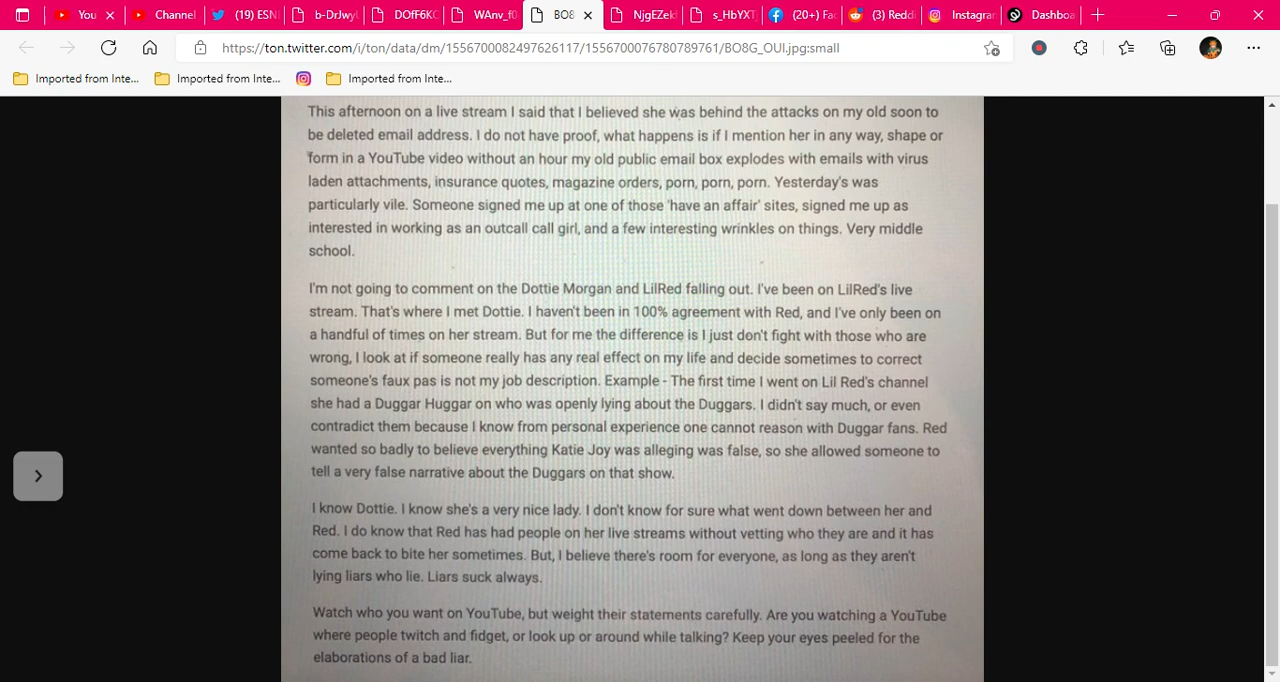 You
Channel
(19) ESNI
b-DrJwyl
DOfF6KC
WAnv_f0
BO8
NjgEZek
s_HbYXT
(20+) Fac
(3) Redd
Instagrar
Dashboa
https://ton.twitter.com/i/ton/data/dm/1556700082497626117/1556700076780789761/BO8G_OUI.jpg:small
Imported from Inte...
Imported from Inte...
Imported from Inte...
This afternoon on a live stream I said that I believed she was behind the attacks on my old soon to
be deleted email address. I do not have proof, what happens is if I mention her in any way, shape or
form in a YouTube video without an hour my old public email box explodes with emails with virus
laden attachments, insurance quotes, magazine orders, porn, porn, porn. Yesterday's was
particularly vile. Someone signed me up at one of those 'have an affair' sites, signed me up as
interested in working as an outcall call girl, and a few interesting wrinkles on things. Very middle
school.
I'm not going to comment on the Dottie Morgan and LilRed falling out. I've been on LilRed's live
stream. That's where I met Dottie. I haven't been in 100% agreement with Red, and I've only been on
a handful of times on her stream. But for me the difference is I just don't fight with those who are
wrong, I look at if someone really has any real effect on my life and decide sometimes to correct
someone's faux pas is not my job description. Example - The first time I went on Lil Red's channel
she had a Duggar Huggar on who was openly lying about the Duggars. I didn't say much, or even
contradict them because I know from personal experience one cannot reason with Duggar fans. Red
wanted so badly to believe everything Katie Joy was alleging was false, so she allowed someone to
tell a very false narrative about the Duggars on that show.
I know Dottie. I know she's a very nice lady. I don't know for sure what went down between her and
Red. I do know that Red has had people on her live streams without vetting who they are and it has
come back to bite her sometimes. But, I believe there's room for everyone, as long as they aren't
lying liars who lie. Liars suck always.
Watch who you want on YouTube, but weight their statements carefully. Are you watching a YouTube
where people twitch and fidget, or look up or around while talking? Keep your eyes peeled for the
elaborations of a bad liar.